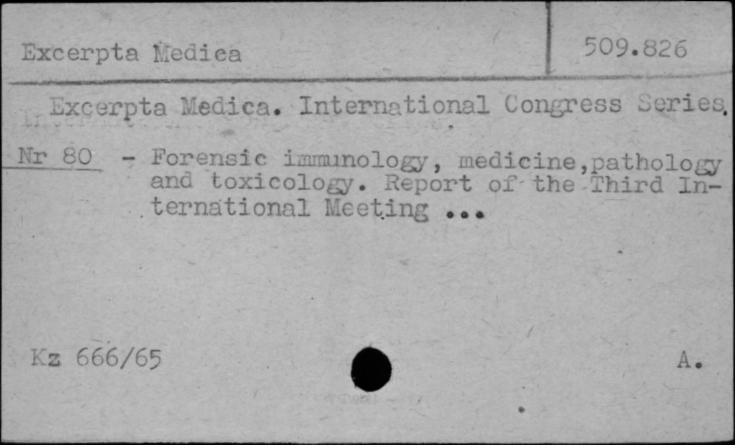 Excerpta Medica 509.826
Excerpta Medica. International Congress Series.
Nr 80 - Forensic immunology, medicine,pathology
and toxicology. Report of the Third In-
ternational Meeting ...
Kz 666/65 A.